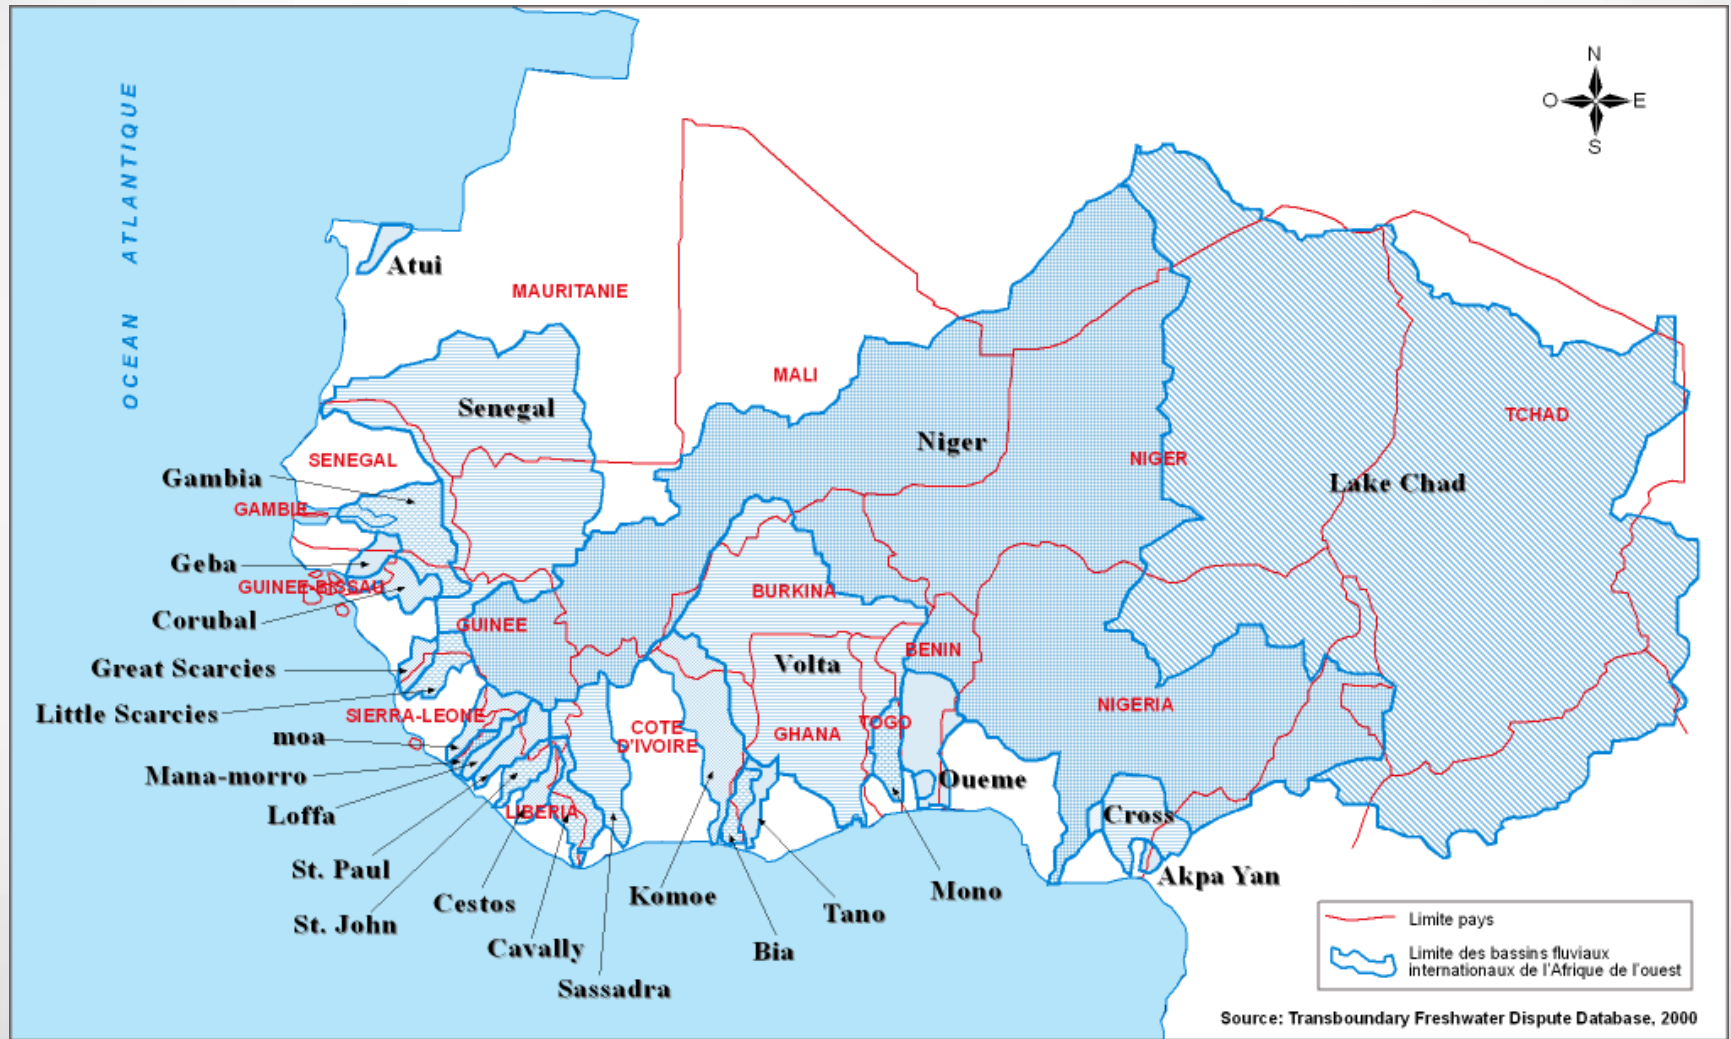 N
O
E
S
OCEAN ATLANTIQUE
Atui
MAURITANIE
MALI
Senegal
TCHAD
Niger
SENEGAL
NIGER
Gambia
Lake Chad
GAMBIE
Geba
GUINEE-BISSAU
BURKINA
Corubal
GUINEE
BENIN
Great Scarcies
Volta
NIGERIA
Little Scarcies
SIERRA-LEONE
TOGO
COTE
D'IVOIRE
GHANA
moa
Mana-morro
Oueme
Loffa
LIBERIA
Cross
St. Paul
Akpa Yan
Cestos
Komoe
Mono
Tano
St. John
Cavally
Bia
Sassadra
Limite pays
Limite des bassins fluviaux
internationaux de l'Afrique de l'ouest
Source: Transboundary Freshwater Dispute Database, 2000